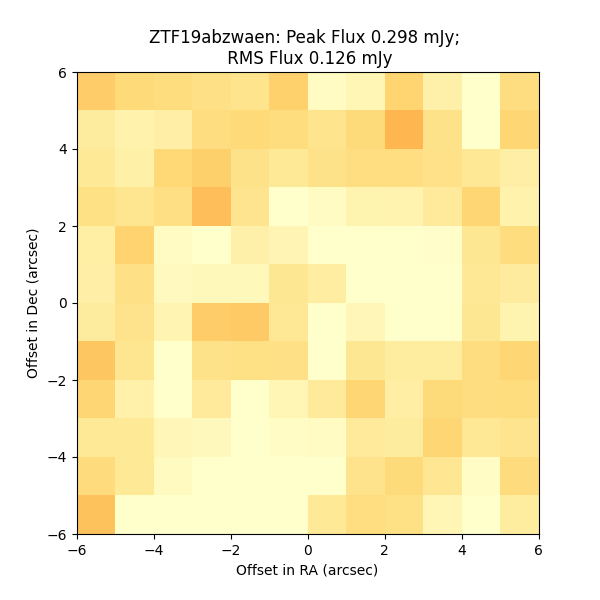 ZTF19abzwaen: Peak Flux 0.298 mJy;
RMS Flux 0.126 mJy
6
4
2
0
−2
−4
−6
Offset in Dec (arcsec)
−6 −4 −2 0 2 4 6
Offset in RA (arcsec)